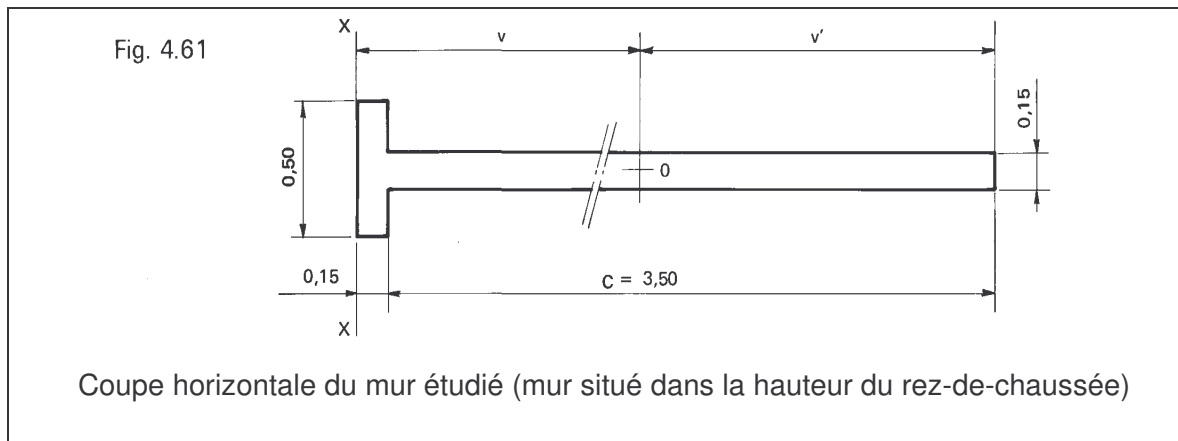 X
v
v'
Fig. 4.61
0,15
0,50
0
0,15
C = 3,50
X
Coupe horizontale du mur étudié (mur situé dans la hauteur du rez-de-chaussée)